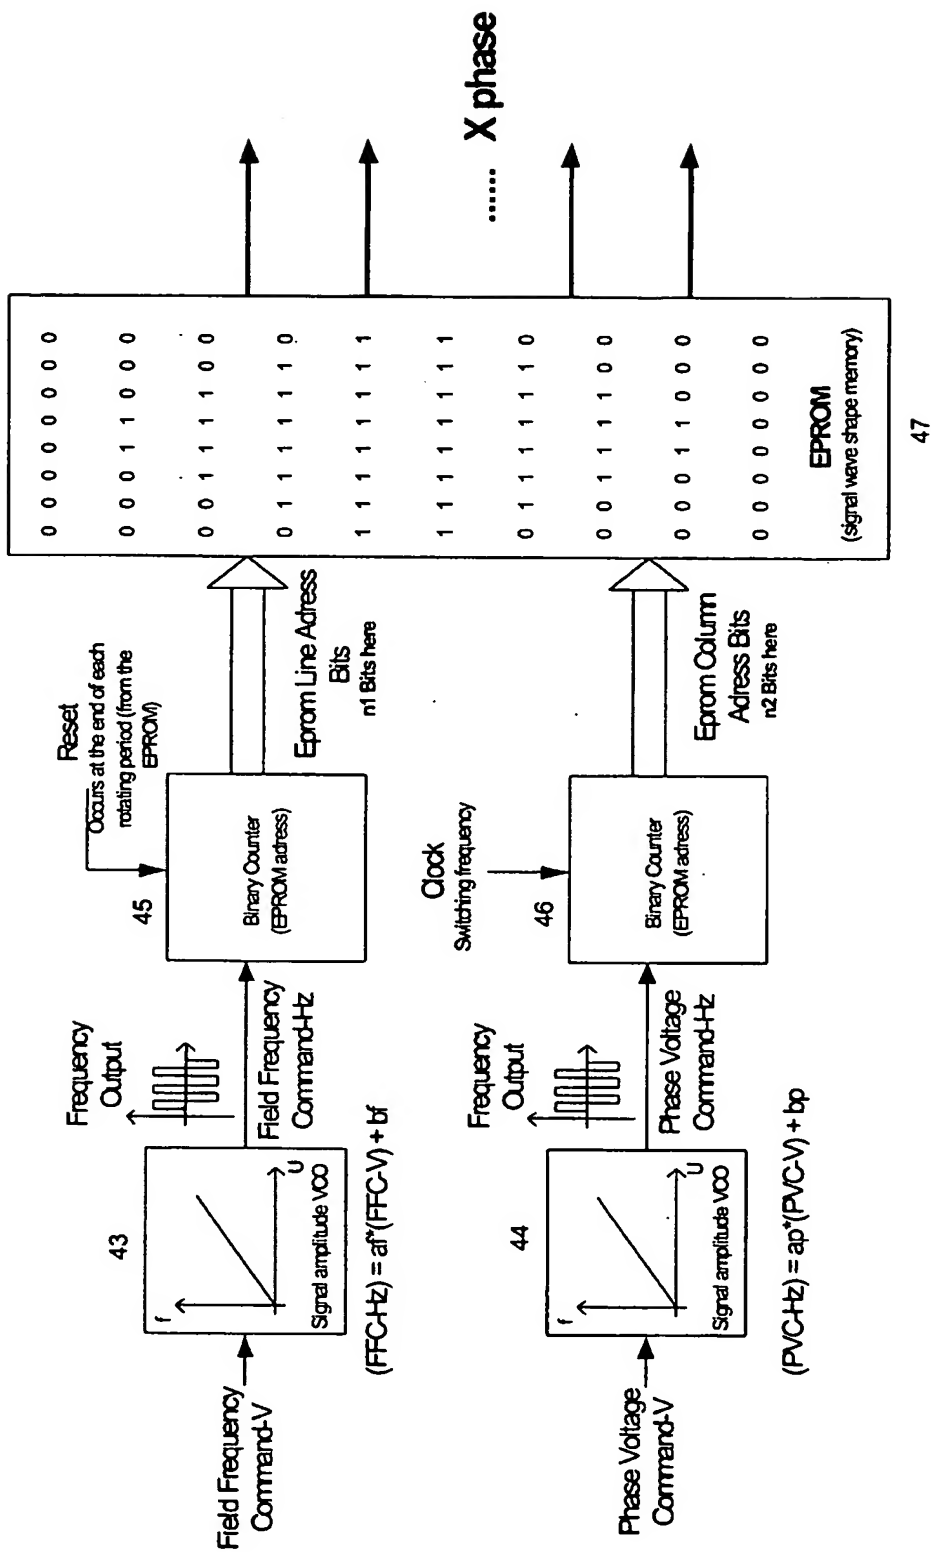 Field Frequency
Command-V
43
f
U
Signal amplitude VCO
(FFC-Hz) = af*(FFC-V) + bf
Frequency
Output
Field Frequency
Command-Hz
Reset
Occurs at the end of each
rotating period (from the
EPROM)
45
Binary Counter
(EPROM adress)
Eprom Line Adress
Bits
n1 Bits here
Phase Voltage
Command-V
44
f
U
Signal amplitude VCO
(PVC-Hz) = ap*(PVC-V) + bp
Frequency
Output
Phase Voltage
Command-Hz
Clock
Switching frequency
46
Binary Counter
(EPROM adress)
Eprom Column
Adress Bits
n2 Bits here
0 0 0 0 0 0 0 0
0 0 0 1 1 0 0 0
0 0 1 1 1 1 0 0
0 1 1 1 1 1 1 0
1 1 1 1 1 1 1 1
1 1 1 1 1 1 1 1
0 1 1 1 1 1 1 0
0 0 1 1 1 1 0 0
0 0 0 1 1 0 0 0
0 0 0 0 0 0 0 0
EPROM
(signal wave shape memory)
47
...... X phase